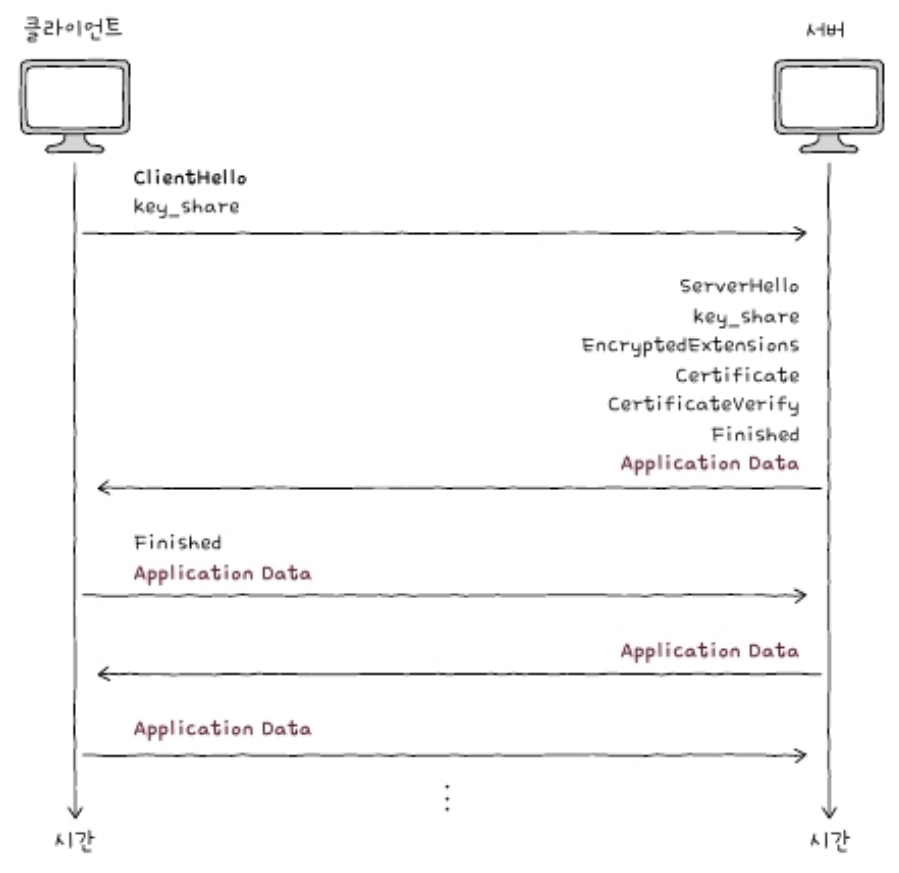 클라이언트
서버
ClientHello
key_share
ServerHello
key_share
EncryptedExtensions
Certificate
CertificateVerify
Finished
Application Data
Finished
Application Data
Application Data
Application Data
⋮
시간
시간